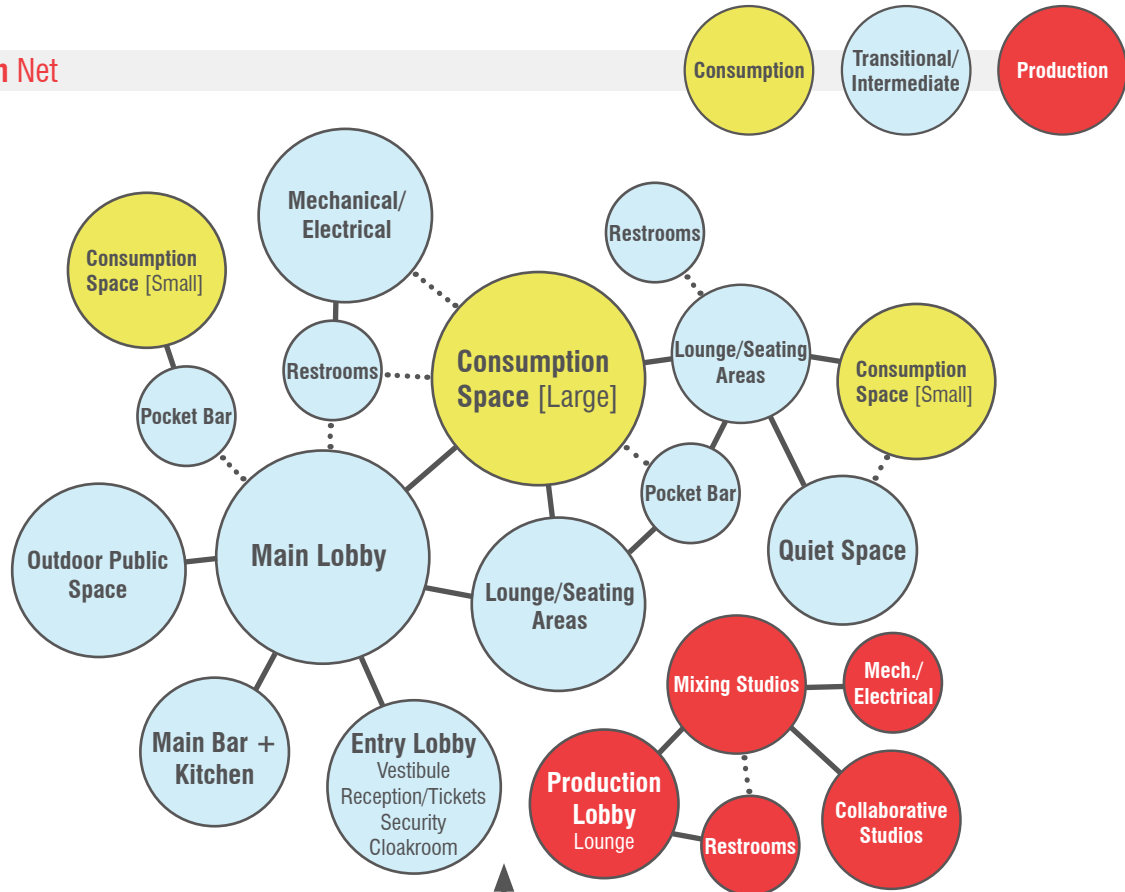 n Net
Consumption
Transitional/
Intermediate
Production
Mechanical/
Electrical
Restrooms
Consumption
Space [Small]
Consumption
Space [Large]
Lounge/Seating
Areas
Consumption
Space [Small]
Restrooms
Pocket Bar
Pocket Bar
Quiet Space
Main Lobby
Outdoor Public
Space
Lounge/Seating
Areas
Main Bar +
Kitchen
Entry Lobby
Vestibule
Reception/Tickets
Security
Cloakroom
Mixing Studios
Mech./
Electrical
Production
Lobby
Lounge
Restrooms
Collaborative
Studios